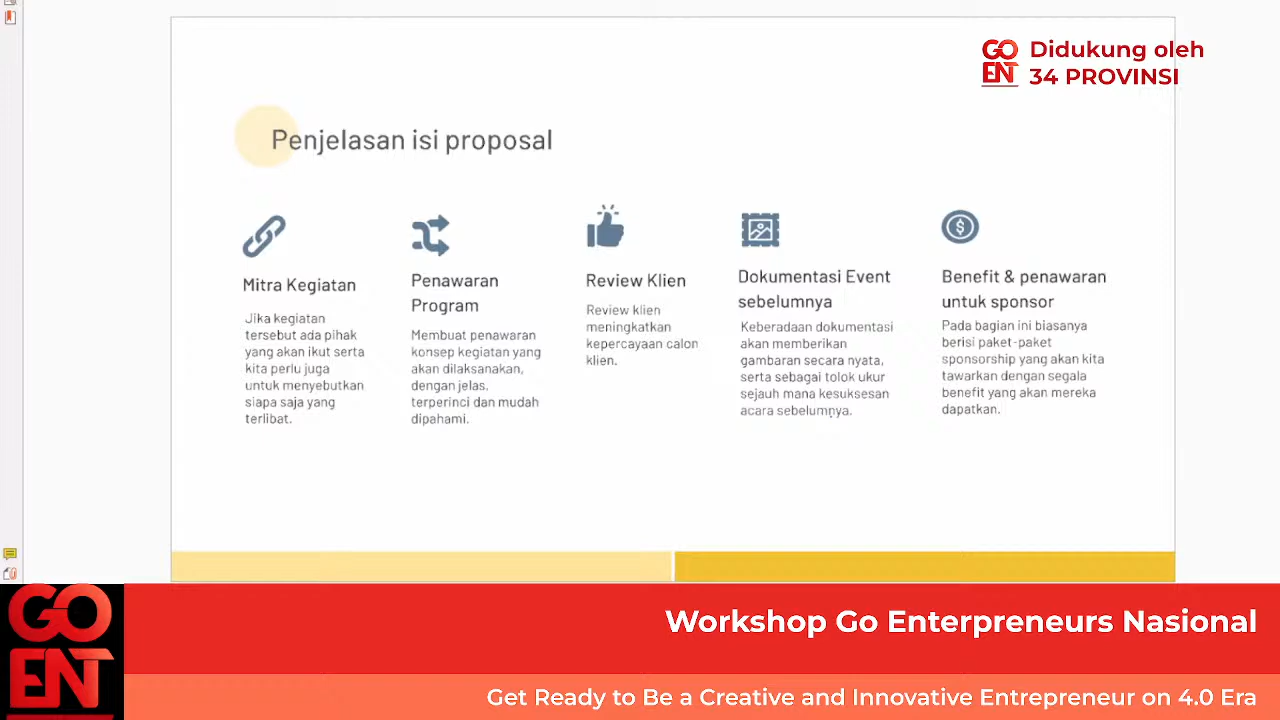 GO
ENT
Didukung oleh
34 PROVINSI
Penjelasan isi proposal
Mitra Kegiatan
Jika kegiatan
tersebut ada pihak
yang akan ikut serta
kita perlu juga
untuk menyebutkan
siapa saja yang
terlibat.
Penawaran
Program
Membuat penawaran
konsep kegiatan yang
akan dilaksanakan,
dengan jelas.
terperinci dan mudah
dipahami.
Review Klien
Review klien
meningkatkan
kepercayaan calon
klien.
Dokumentasi Event
sebelumnya
Keberadaan dokumentasi
akan memberikan
gambaran secara nyata,
serta sebagai tolok ukur
sejauh mana kesuksesan
acara sebelumnya.
Benefit & penawaran
untuk sponsor
Pada bagian ini biasanya
berisi paket-paket
sponsorship yang akan kita
tawarkan dengan segala
benefit yang akan mereka
dapatkan.
GO
ENT
Workshop Go Enterpreneurs Nasional
Get Ready to Be a Creative and Innovative Entrepreneur on 4.0 Era